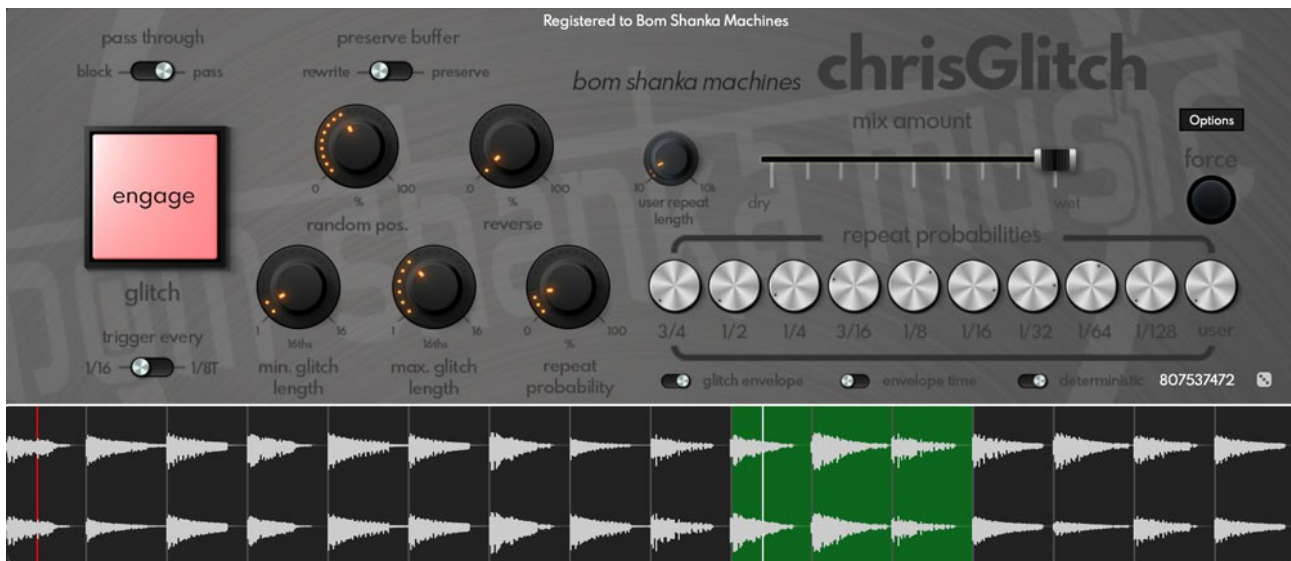 Registered to Bom Shanka Machines
pass through
block pass
preserve buffer
rewrite preserve
bom shanka machines chrisGlitch
mix amount
Options
force
engage
0 100
%
random pos.
0 100
%
reverse
10 10k
user repeat
length
dry wet
repeat probabilities
glitch
trigger every
1/16 1/8T
1 16
16ths
min. glitch
length
1 16
16ths
max. glitch
length
0 100
%
repeat
probability
3/4 1/2 1/4 3/16 1/8 1/16 1/32 1/64 1/128 user
glitch envelope envelope time deterministic 807537472
bom shanka music